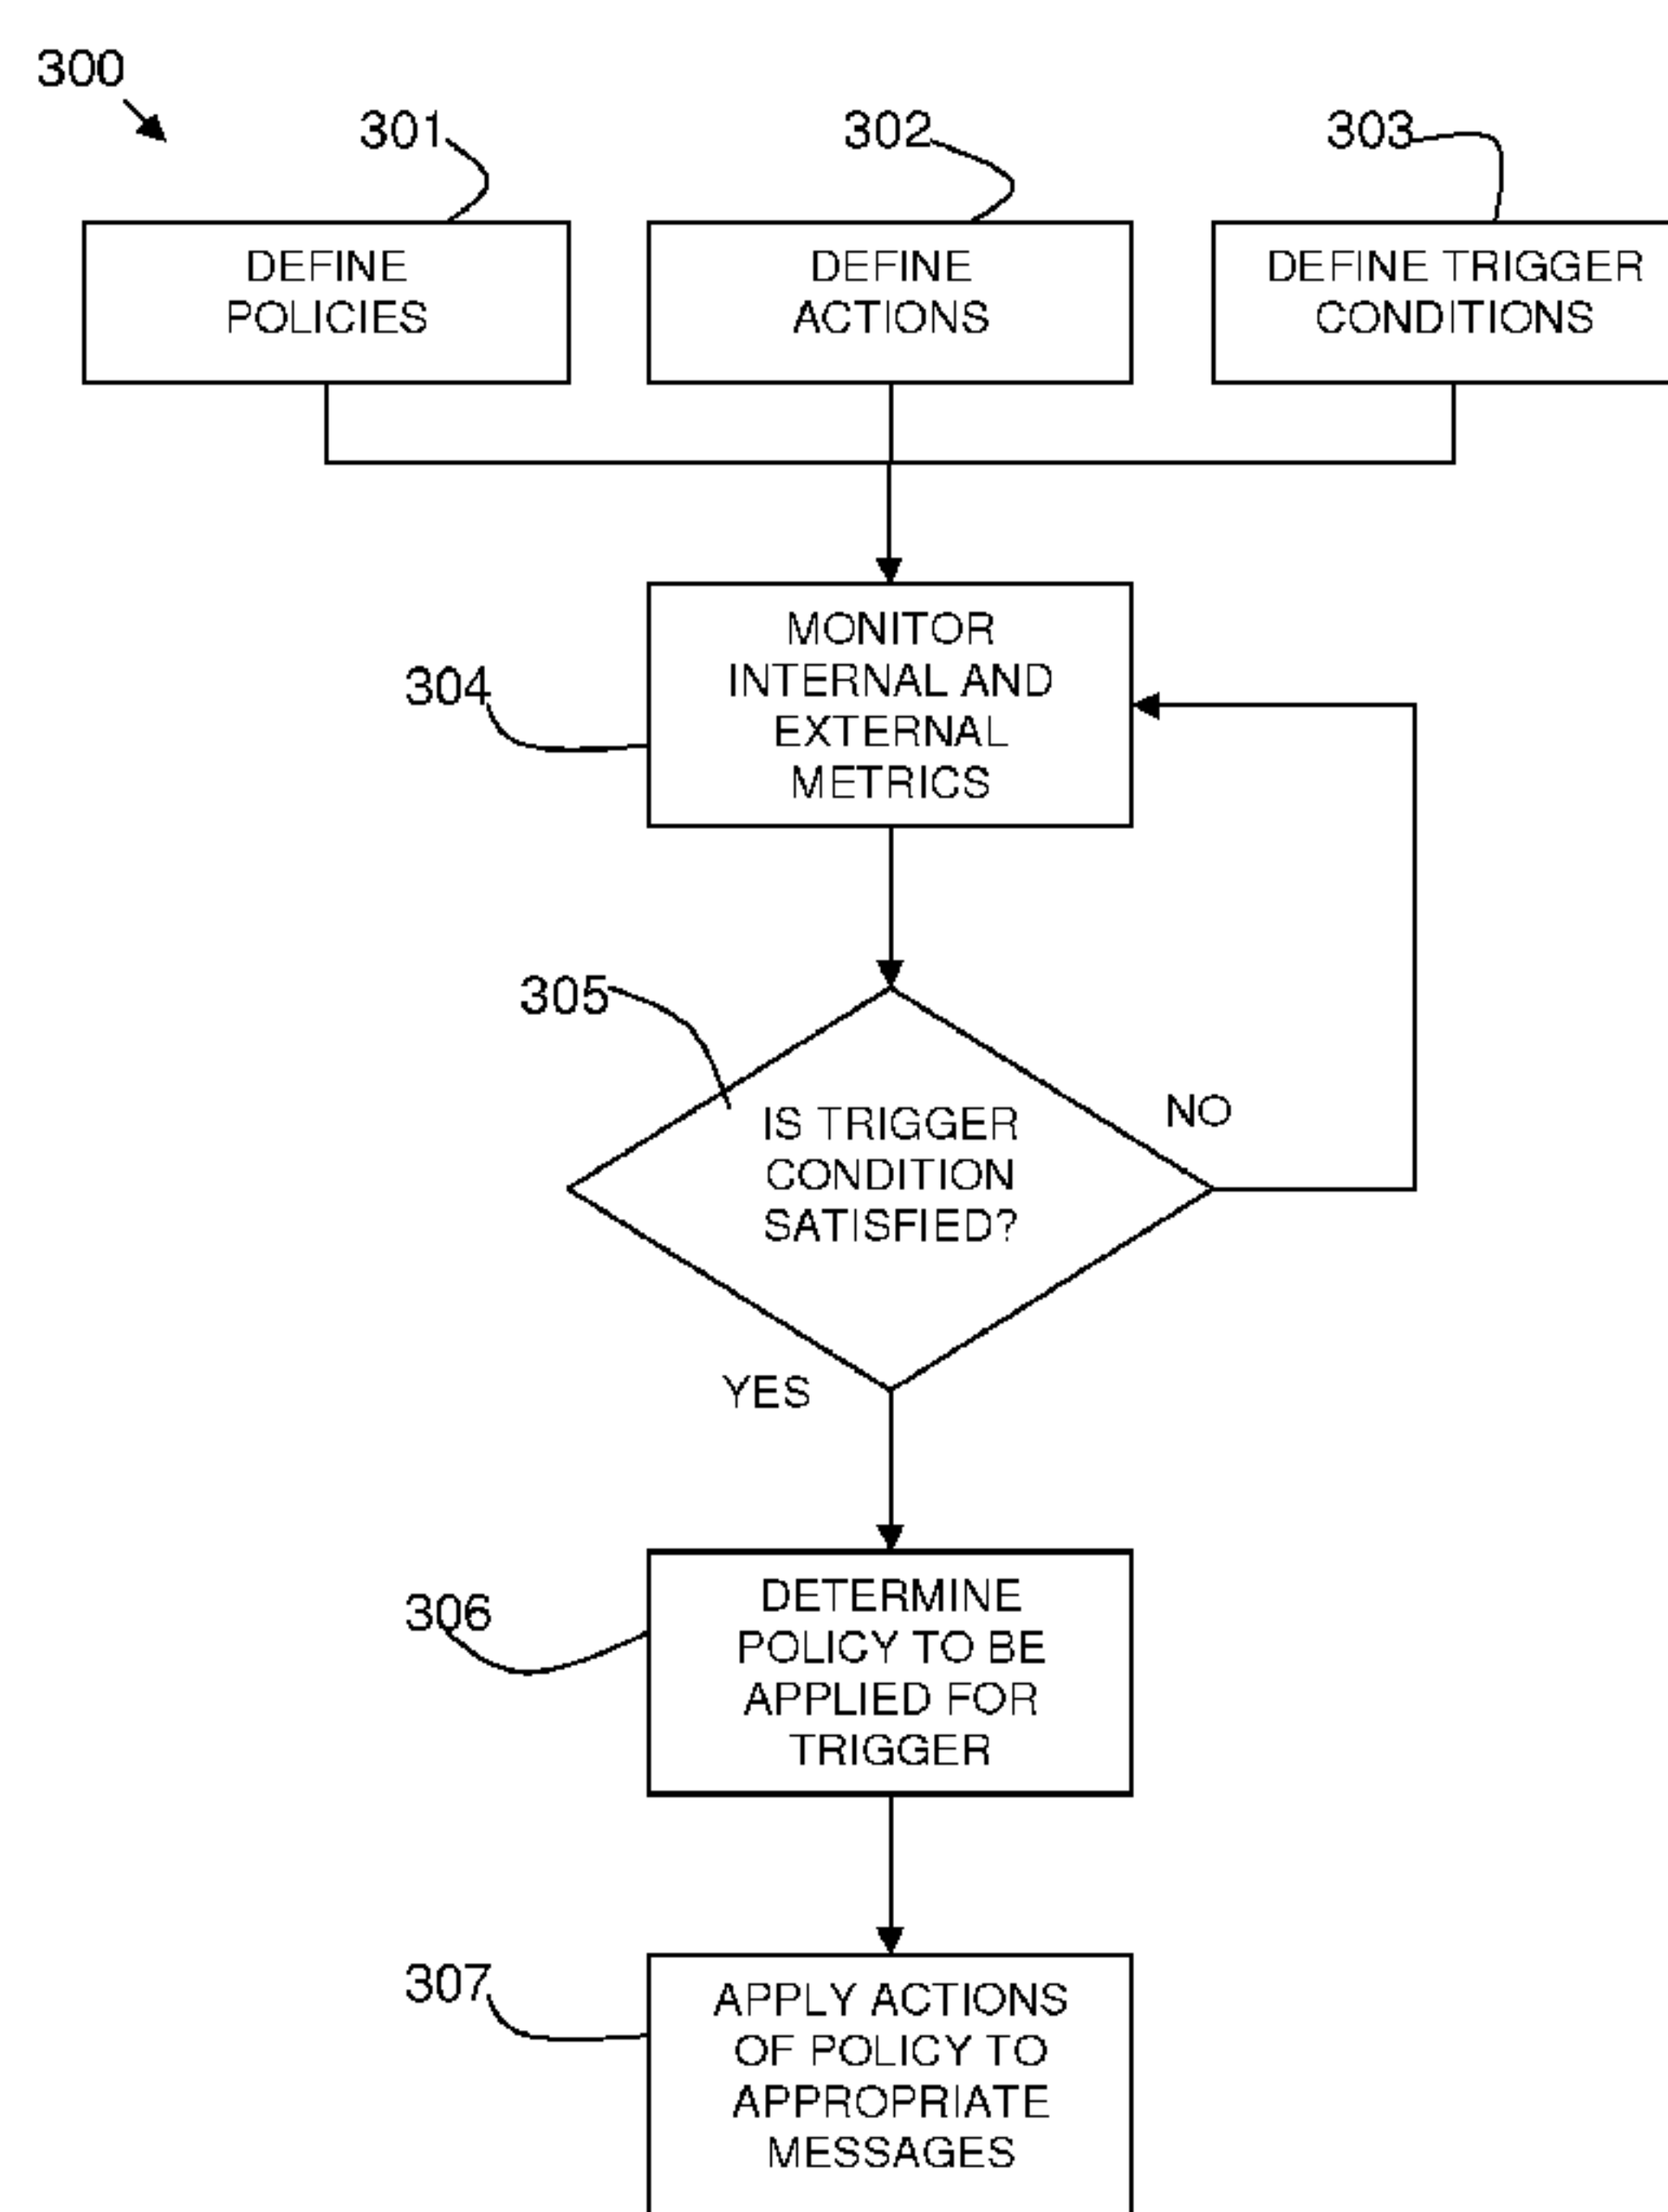 300
301
302
303
DEFINE
POLICIES
DEFINE
ACTIONS
DEFINE TRIGGER
CONDITIONS
304
MONITOR
INTERNAL AND
EXTERNAL
METRICS
305
IS TRIGGER
CONDITION
SATISFIED?
NO
YES
306
DETERMINE
POLICY TO BE
APPLIED FOR
TRIGGER
307
APPLY ACTIONS
OF POLICY TO
APPROPRIATE
MESSAGES